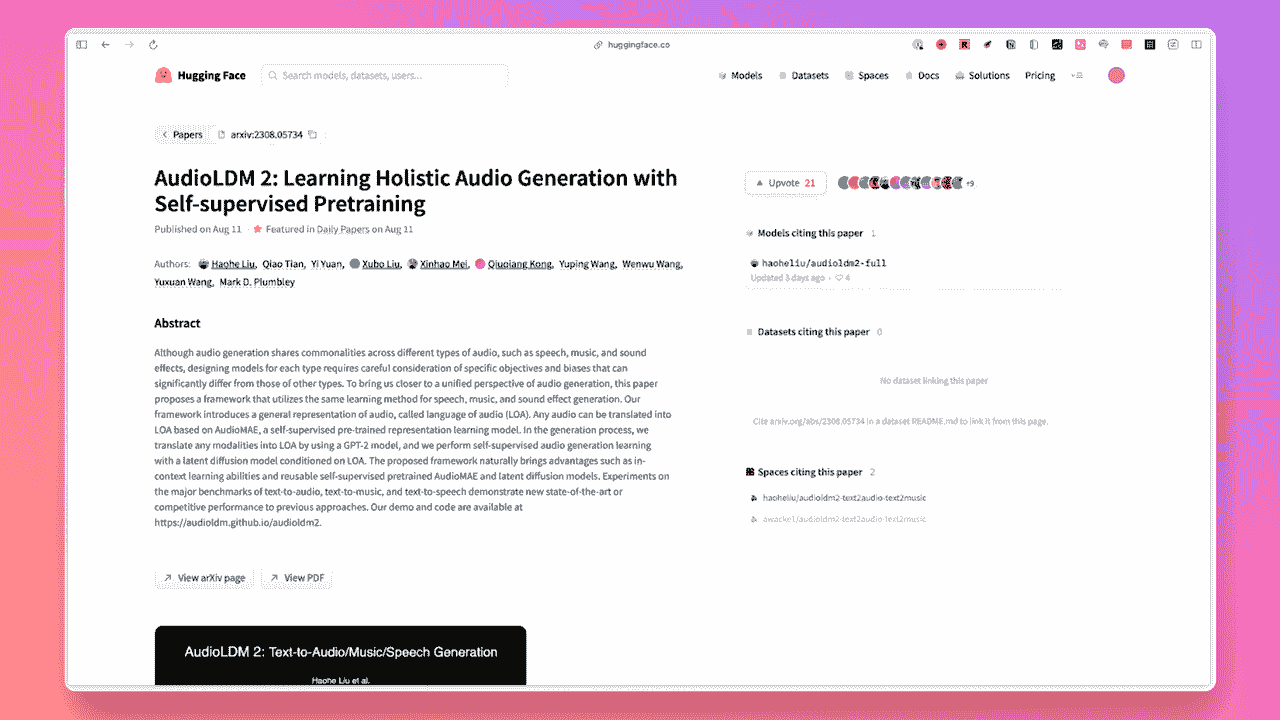 huggingface.co
Hugging Face
Search models, datasets, users...
Models
Datasets
Spaces
Docs
Solutions
Pricing
Papers
arxiv:2308.05734
AudioLDM 2: Learning Holistic Audio Generation with
Self-supervised Pretraining
Published on Aug 11 · Featured in Daily Papers on Aug 11
Authors: Haohe Liu, Qiao Tian, Yi Yuan, Xubo Liu, Xinhao Mei, Qiuqiang Kong, Yuping Wang, Wenwu Wang,
Yuxuan Wang, Mark D. Plumbley
Abstract
Although audio generation shares commonalities across different types of audio, such as speech, music, and sound
effects, designing models for each type requires careful consideration of specific objectives and biases that can
significantly differ from those of other types. To bring us closer to a unified perspective of audio generation, this paper
proposes a framework that utilizes the same learning method for speech, music, and sound effect generation. Our
framework introduces a general representation of audio, called language of audio (LOA). Any audio can be translated into
LOA based on AudioMAE, a self-supervised pre-trained representation learning model. In the generation process, we
translate any modalities into LOA by using a GPT-2 model, and we perform self-supervised audio generation learning
with a latent diffusion model conditioned on LOA. The proposed framework naturally brings advantages such as in-
context learning abilities and reusable self-supervised pretrained AudioMAE and latent diffusion models. Experiments on
the major benchmarks of text-to-audio, text-to-music, and text-to-speech demonstrate new state-of-the-art or
competitive performance to previous approaches. Our demo and code are available at
https://audioldm.github.io/audioldm2.
View arXiv page
View PDF
AudioLDM 2: Text-to-Audio/Music/Speech Generation
Haohe Liu et al.
Upvote 21
+9
Models citing this paper 1
haoheliu/audioldm2-full
Updated 3 days ago · 4
Datasets citing this paper 0
No dataset linking this paper
Cite arxiv.org/abs/2308.05734 in a dataset README.md to link it from this page.
Spaces citing this paper 2
haoheliu/audioldm2-text2audio-text2music
awacke1/audioldm2-text2audio-text2music